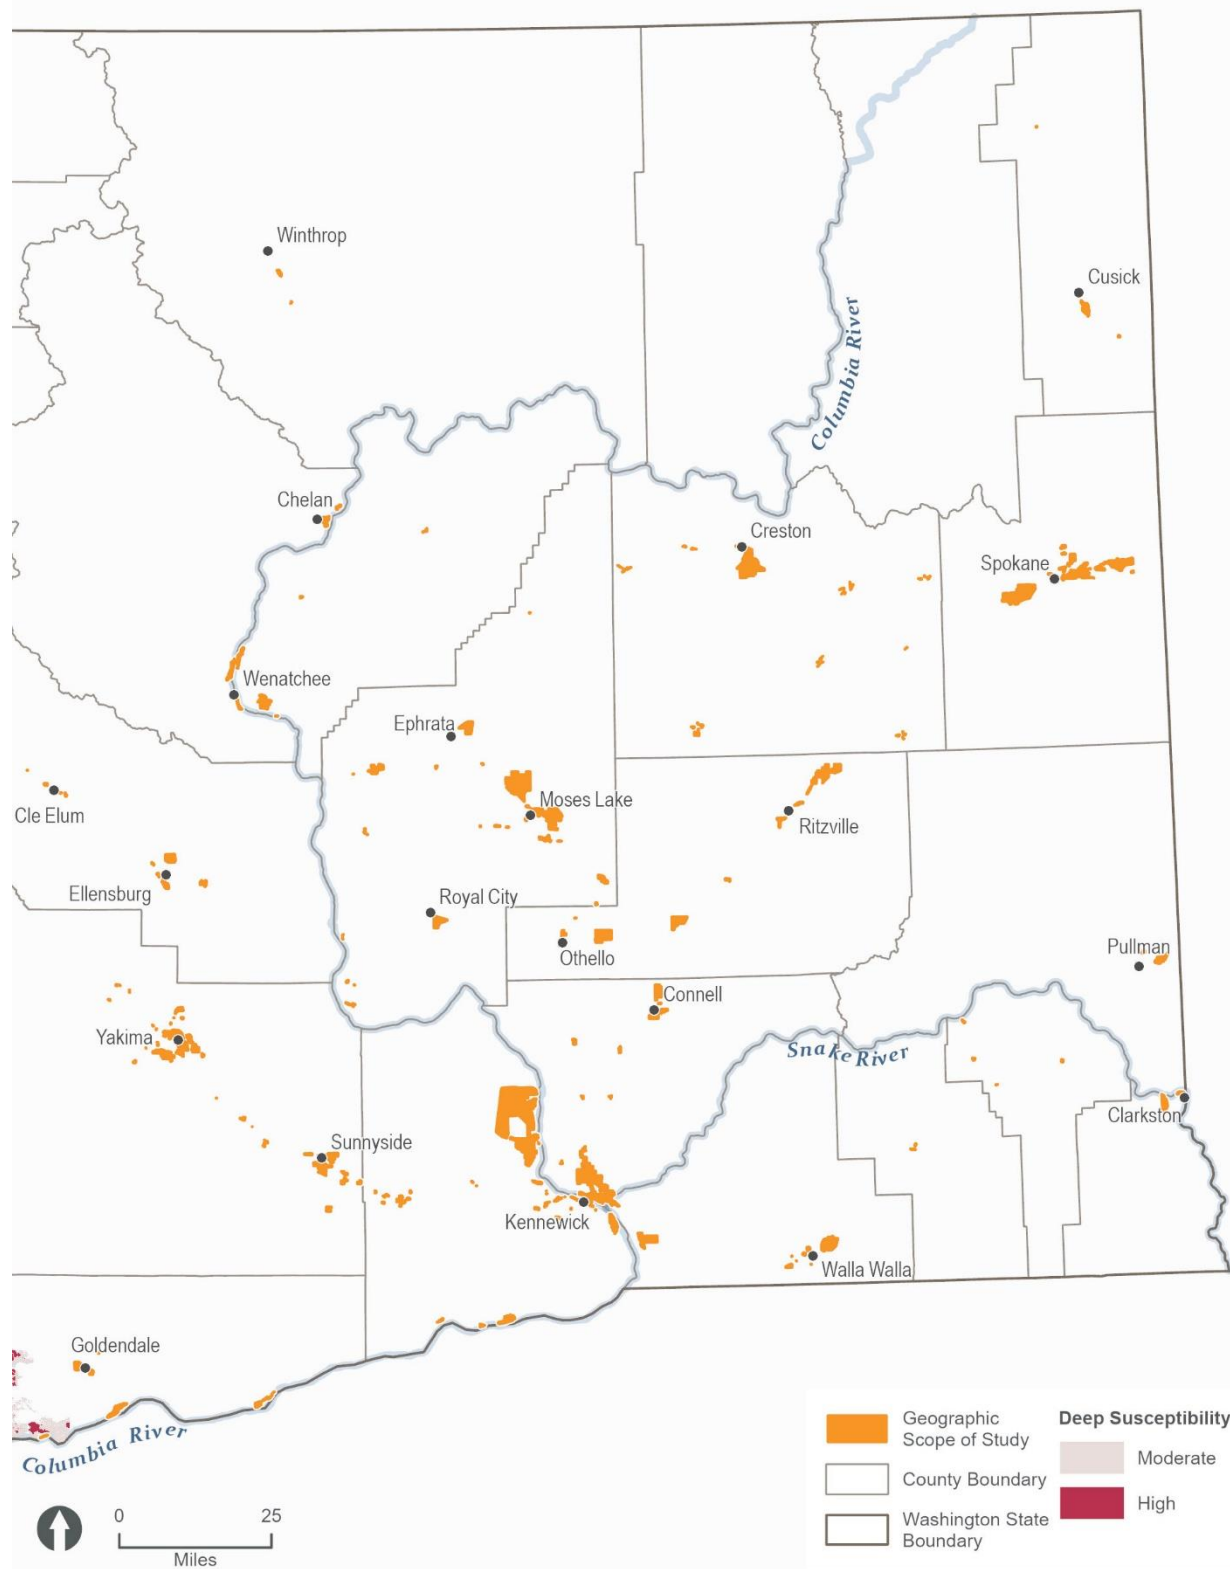 Winthrop
Cusick
Columbia River
Chelan
Creston
Spokane
Wenatchee
Ephrata
Moses Lake
Cle Elum
Ritzville
Ellensburg
Royal City
Othello
Pullman
Connell
Yakima
Snake River
Clarkston
Sunnyside
Kennewick
Walla Walla
Goldendale
Columbia River
0 25
Miles
Geographic
Scope of Study
County Boundary
Washington State
Boundary
Deep Susceptibility
Moderate
High